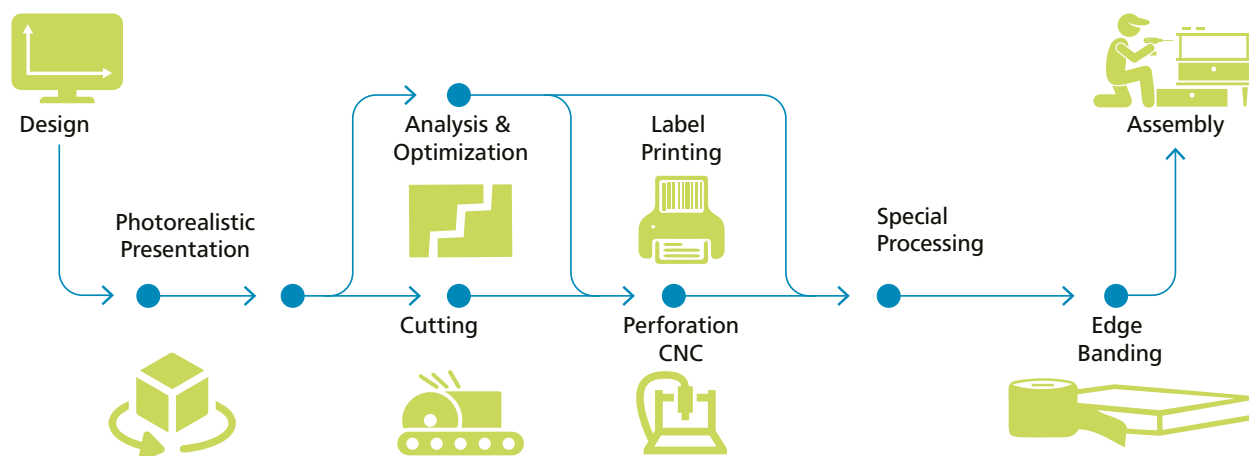 Design
Photorealistic
Presentation
Analysis &
Optimization
Cutting
Label
Printing
Perforation
CNC
Special
Processing
Edge
Banding
Assembly